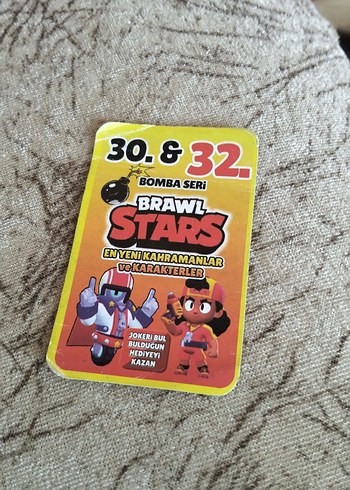 30. & 32.
BOMBA SERİ
BRAWL
STARS
EN YENİ KAHRAMANLAR
ve KARAKTERLER
JOKERİ BUL
BULDUĞUN
HEDİYEYİ
KAZAN